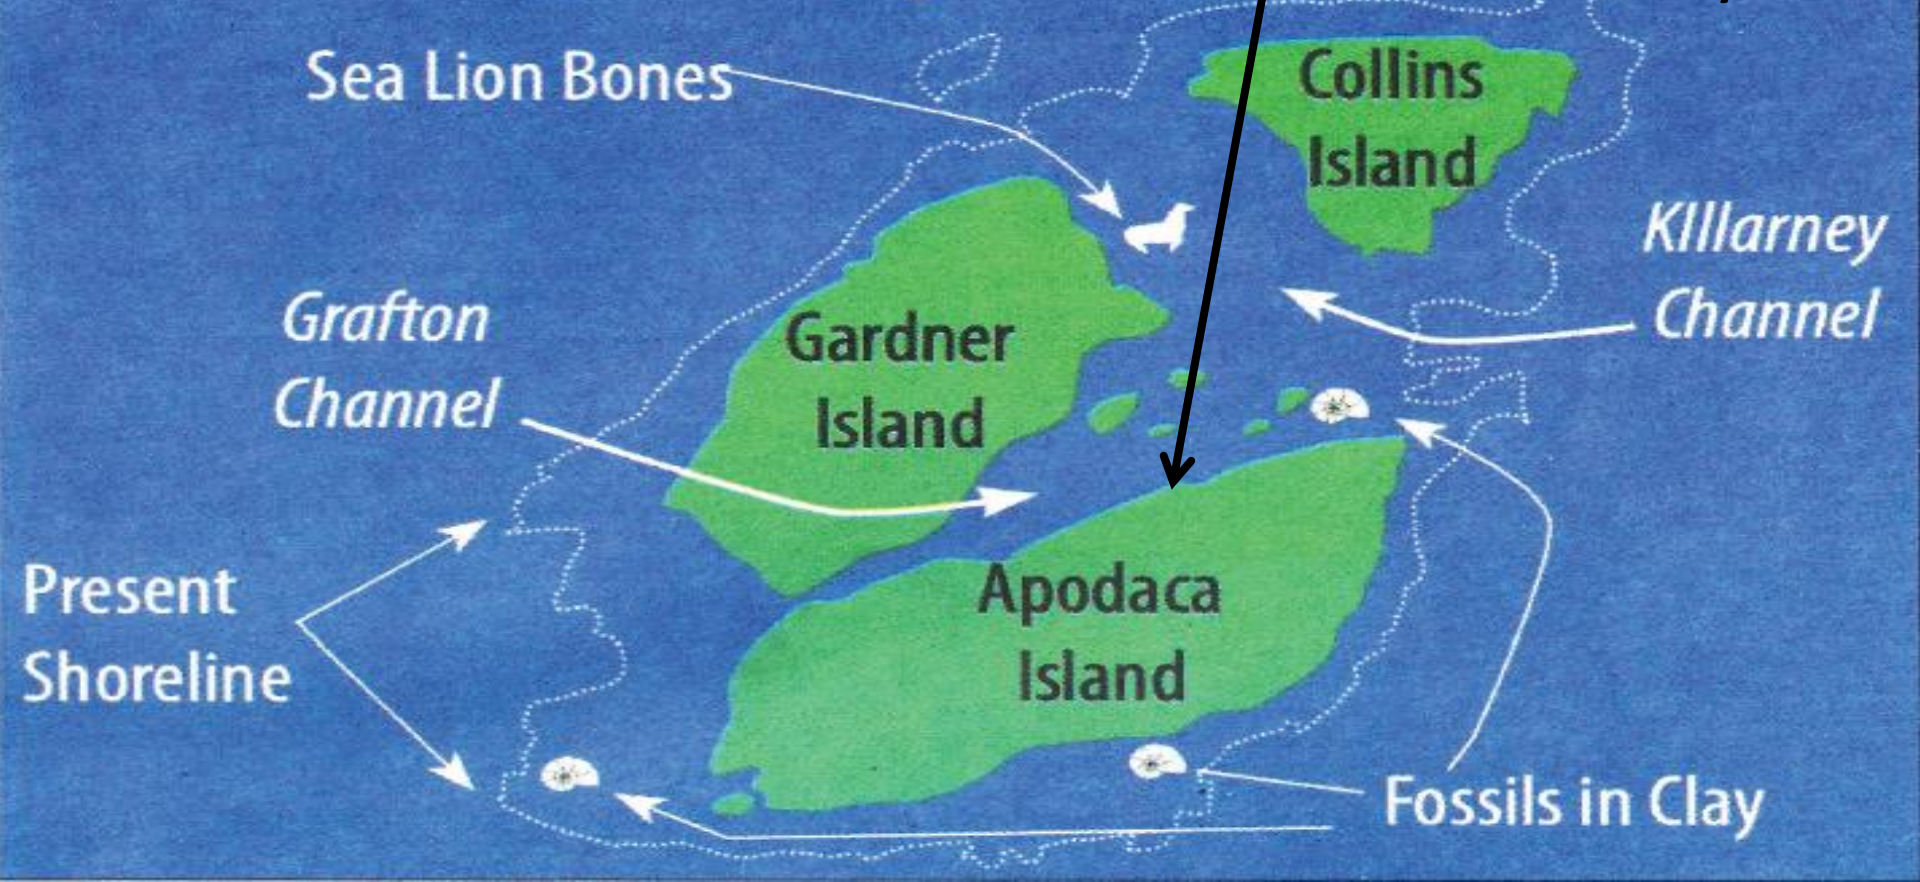 Sea Lion Bones
Collins
Island
KIllarney
Channel
Grafton
Channel
Gardner
Island
Present
Shoreline
Apodaca
Island
Fossils in Clay